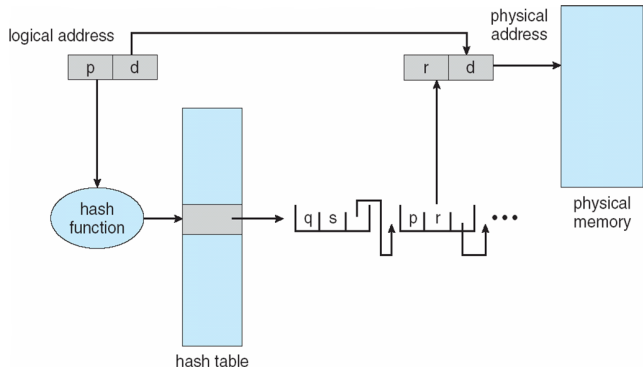 logical address
p d
physical
address
r d
hash
function
q s
p r
•••
physical
memory
hash table